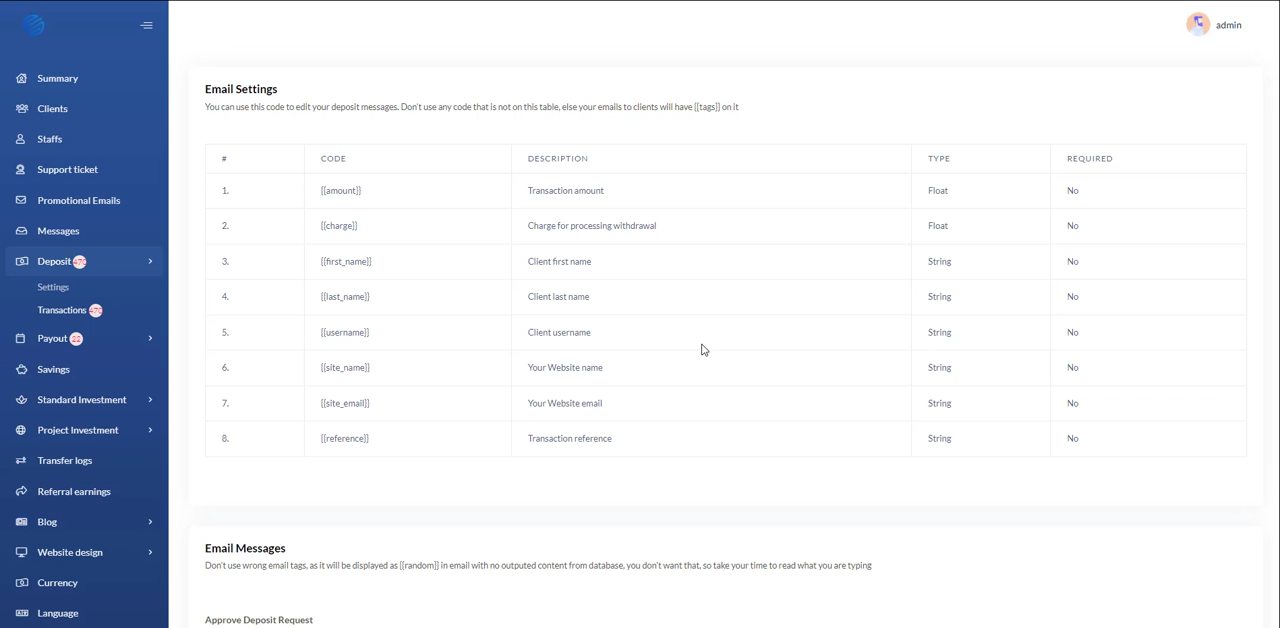 admin
Summary
Clients
Staffs
Support ticket
Promotional Emails
Messages
Deposit
Settings
Transactions
Payout 22
Savings
Standard Investment
Project Investment
Transfer logs
Referral earnings
Blog
Website design
Currency
Language
Email Settings
You can use this code to edit your deposit messages. Don't use any code that is not on this table, else your emails to clients will have {{tags}} on it
# CODE DESCRIPTION TYPE REQUIRED
1. {{amount}} Transaction amount Float No
2. {{charge}} Charge for processing withdrawal Float No
3. {{first_name}} Client first name String No
4. {{last_name}} Client last name String No
5. {{username}} Client username String No
6. {{site_name}} Your Website name String No
7. {{site_email}} Your Website email String No
8. {{reference}} Transaction reference String No
Email Messages
Don't use wrong email tags, as it will be displayed as {{random}} in email with no outputed content from database, you don't want that, so take your time to read what you are typing
Approve Deposit Request